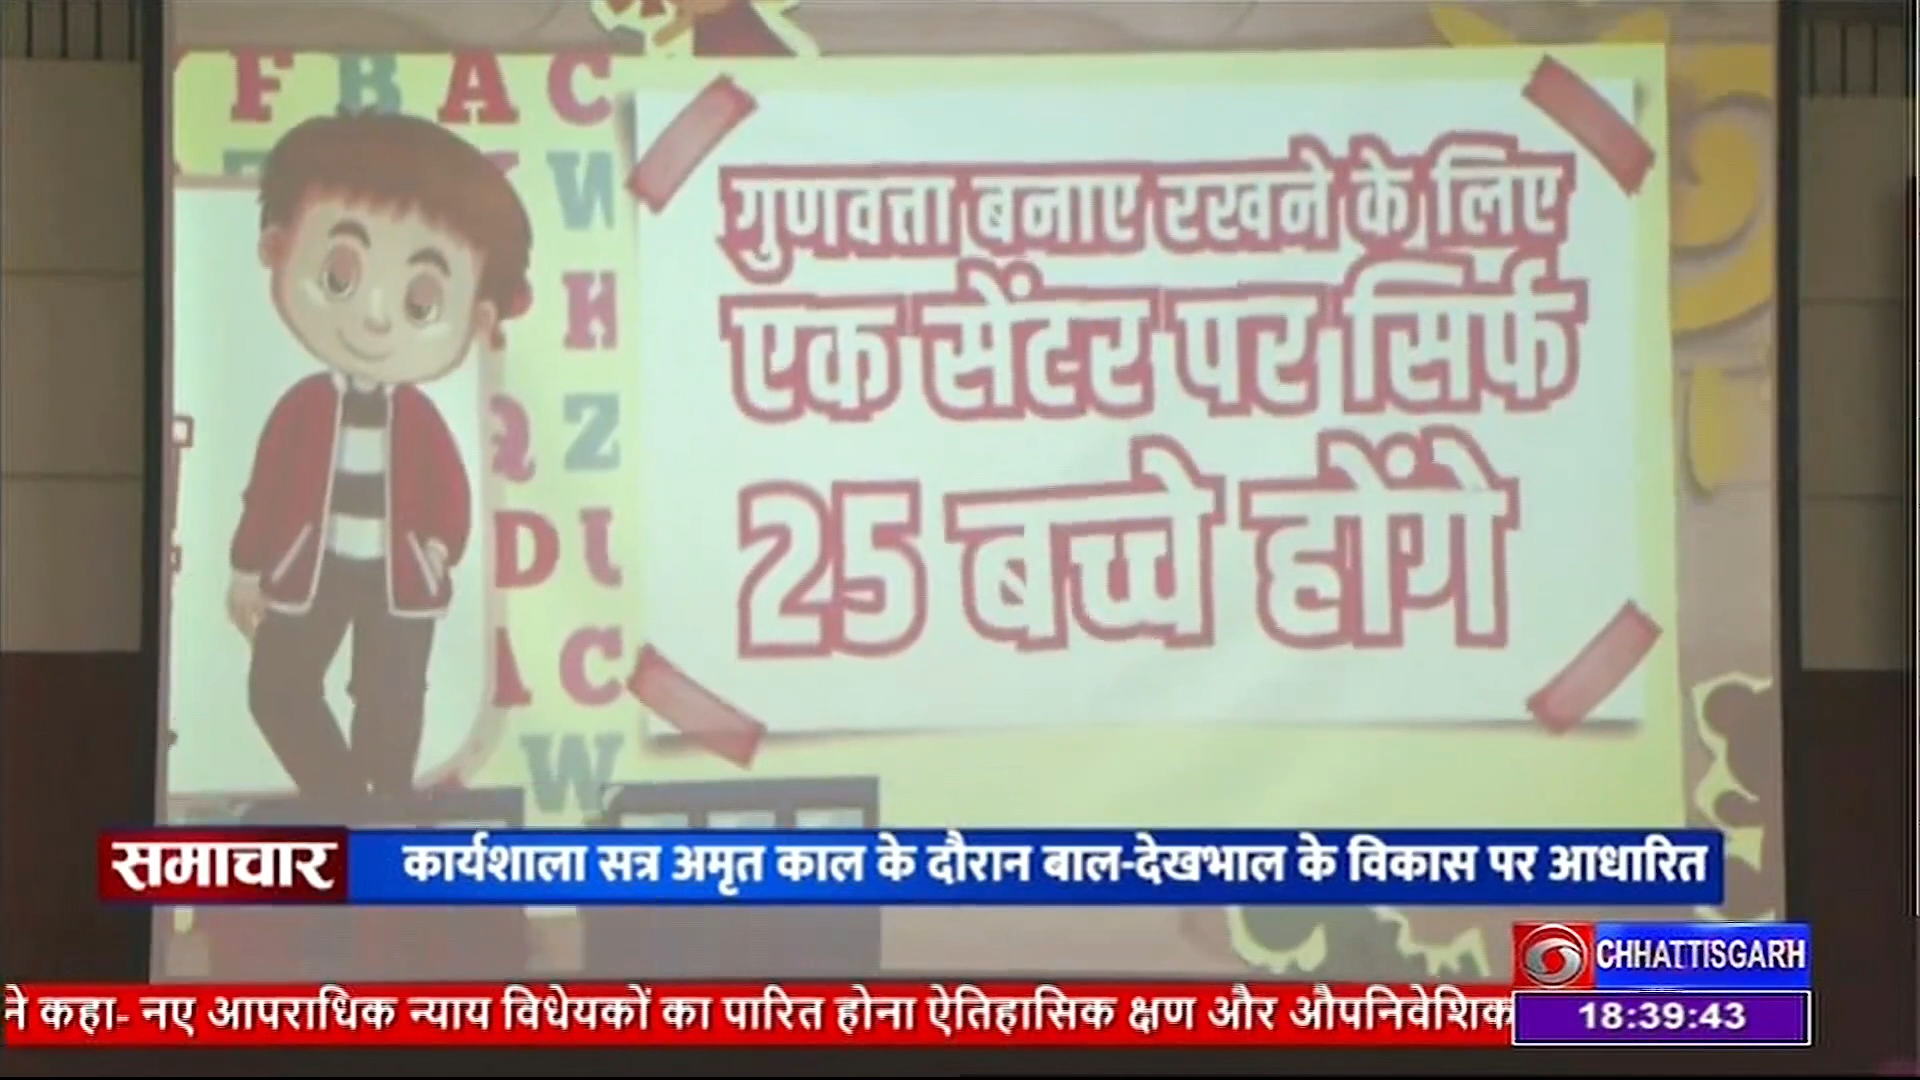 F B A C
W
गुणवत्ता बनाए रखने के लिए
H
एक सेंटर पर सिर्फ
Q Z
25 बच्चे होंगे
D U
A C
W
समाचार
कार्यशाला सत्र अमृत काल के दौरान बाल-देखभाल के विकास पर आधारित
CHHATTISGARH
ने कहा- नए आपराधिक न्याय विधेयकों का पारित होना ऐतिहासिक क्षण और औपनिवेशिक
18:39:43